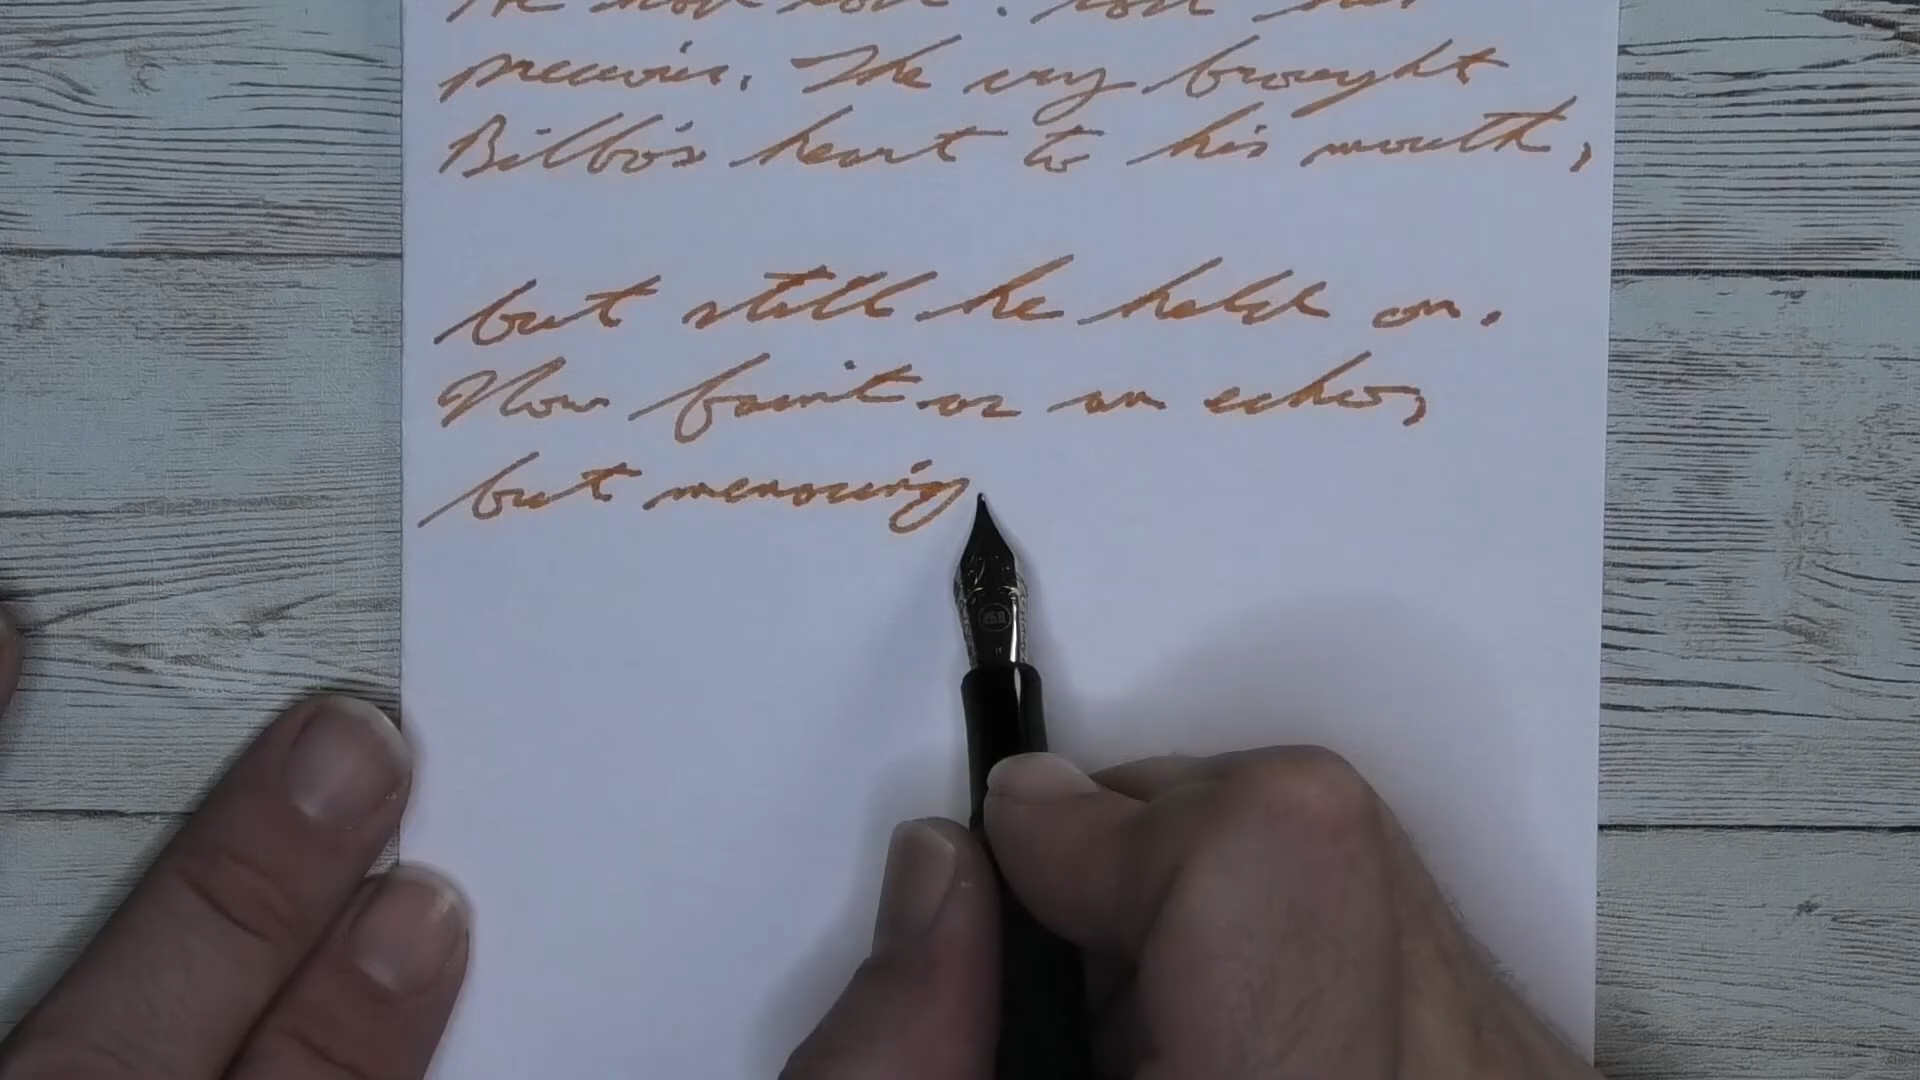 precious. The cry brought
Bilbo's heart to his mouth,
but still he held on.
Now faint as an echo,
but menacing